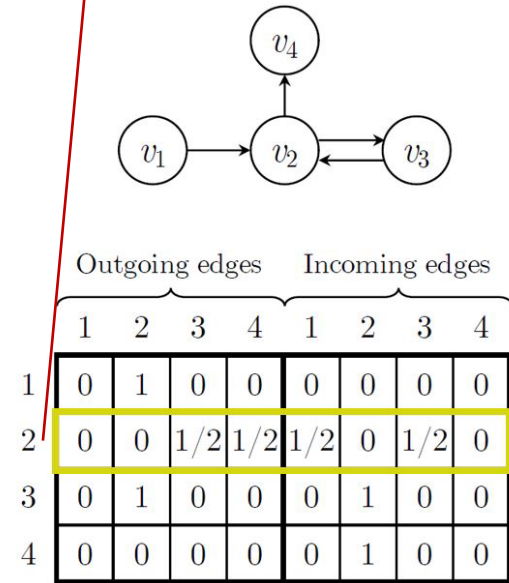 v4
v1 v2 v3
Outgoing edges Incoming edges
1 2 3 4 1 2 3 4
1 0 1 0 0 0 0 0 0
2 0 0 1/2 1/2 1/2 0 1/2 0
3 0 1 0 0 0 1 0 0
4 0 0 0 0 0 1 0 0